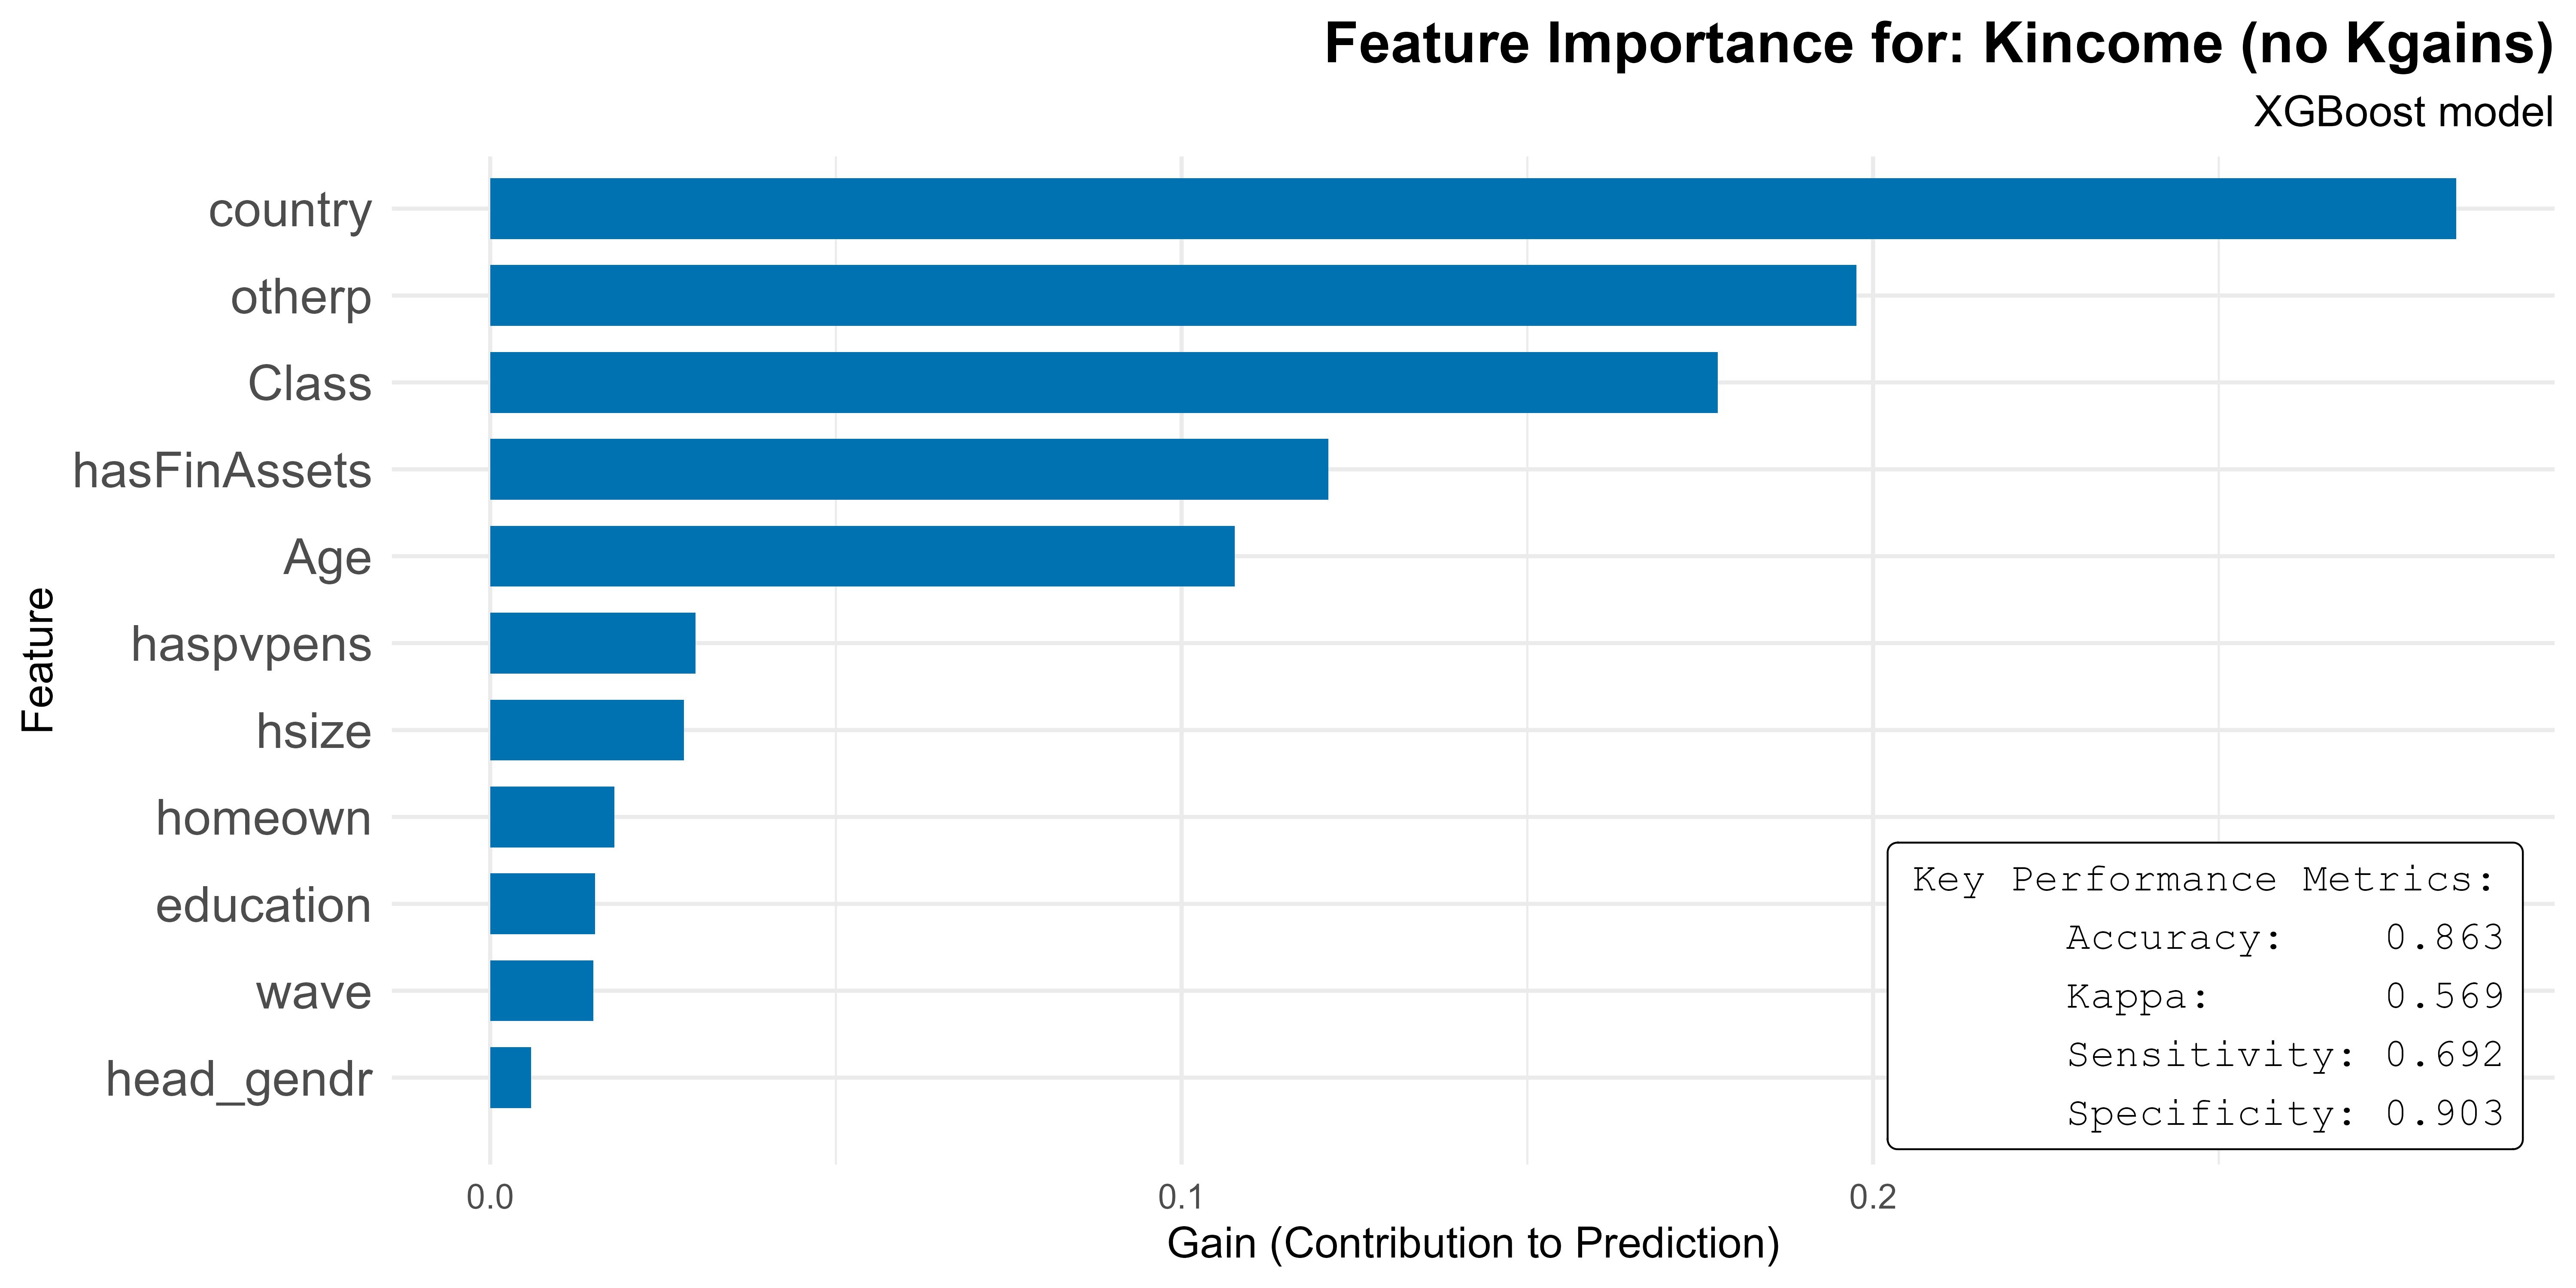 Feature Importance for: Kincome (no Kgains)
XGBoost model
Feature
country
otherp
Class
hasFinAssets
Age
haspvpens
hsize
homeown
education
wave
head_gendr
Key Performance Metrics:
Accuracy: 0.863
Kappa: 0.569
Sensitivity: 0.692
Specificity: 0.903
0.0 0.1 0.2
Gain (Contribution to Prediction)